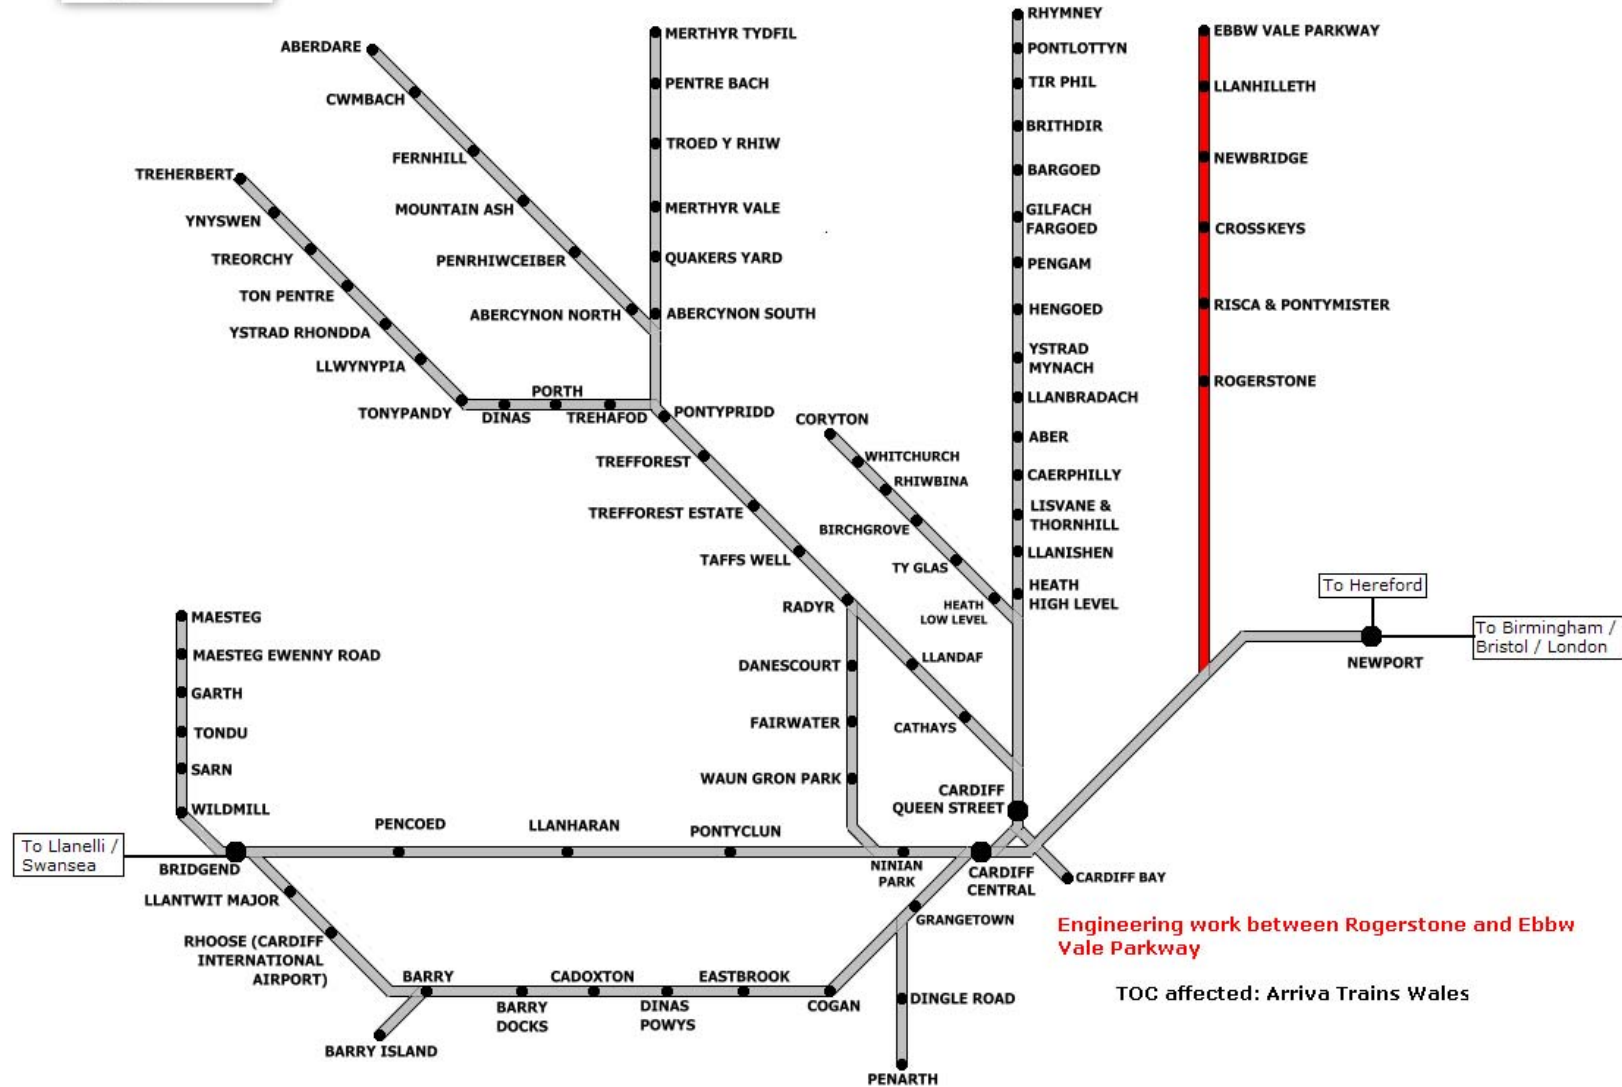 ABERDARE
CWMBACH
FERNHILL
MOUNTAIN ASH
PENRHIWCEIBER
ABERCYNON NORTH
MERTHYR TYDFIL
PENTRE BACH
TROED Y RHIW
MERTHYR VALE
QUAKERS YARD
ABERCYNON SOUTH
TREHERBERT
YNYSWEN
TREORCHY
TON PENTRE
YSTRAD RHONDDA
LLWYNYPIA
TONYPANDY
DINAS
PORTH
TREHAFOD
PONTYPRIDD
TREFFOREST
TREFFOREST ESTATE
TAFFS WELL
RADYR
LLANDAF
CATHAYS
DANESCOURT
FAIRWATER
WAUN GRON PARK
CORYTON
WHITCHURCH
RHIWBINA
BIRCHGROVE
TY GLAS
HEATH
LOW LEVEL
RHYMNEY
PONTLOTTYN
TIR PHIL
BRITHDIR
BARGOED
GILFACH
FARGOED
PENGAM
HENGOED
YSTRAD
MYNACH
LLANBRADACH
ABER
CAERPHILLY
LISVANE &
THORNHILL
LLANISHEN
HEATH
HIGH LEVEL
CARDIFF
QUEEN STREET
EBBW VALE PARKWAY
LLANHILLETH
NEWBRIDGE
CROSSKEYS
RISCA & PONTYMISTER
ROGERSTONE
To Hereford
To Birmingham /
Bristol / London
NEWPORT
MAESTEG
MAESTEG EWENNY ROAD
GARTH
TONDU
SARN
WILDMILL
To Llanelli /
Swansea
BRIDGEND
PENCOED
LLANHARAN
PONTYCLUN
NINIAN
PARK
CARDIFF
CENTRAL
CARDIFF BAY
LLANTWIT MAJOR
RHOOSE (CARDIFF
INTERNATIONAL
AIRPORT)
BARRY
BARRY ISLAND
BARRY
DOCKS
CADOXTON
DINAS
POWYS
EASTBROOK
COGAN
GRANGETOWN
DINGLE ROAD
PENARTH
Engineering work between Rogerstone and Ebbw
Vale Parkway
TOC affected: Arriva Trains Wales